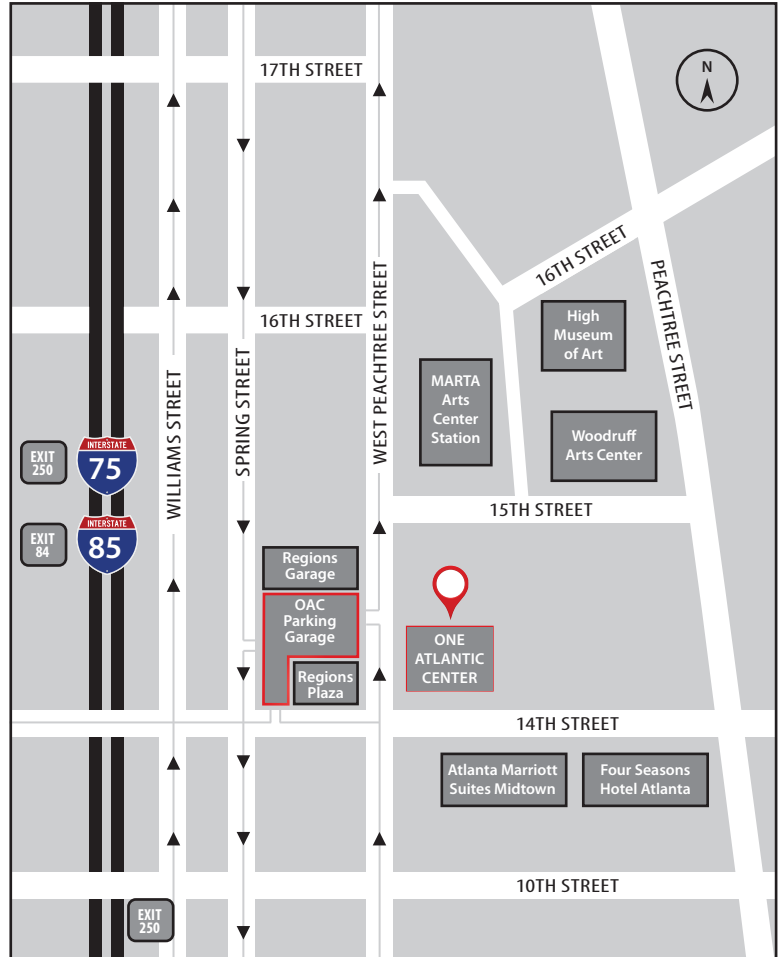 17TH STREET
N
16TH STREET
PEACHTREE STREET
16TH STREET
WILLIAMS STREET
SPRING STREET
WEST PEACHTREE STREET
High
Museum
of Art
MARTA
Arts
Center
Station
Woodruff
Arts Center
EXIT
250
INTERSTATE
75
EXIT
84
INTERSTATE
85
15TH STREET
Regions
Garage
OAC
Parking
Garage
Regions
Plaza
ONE
ATLANTIC
CENTER
14TH STREET
Atlanta Marriott
Suites Midtown
Four Seasons
Hotel Atlanta
10TH STREET
EXIT
250